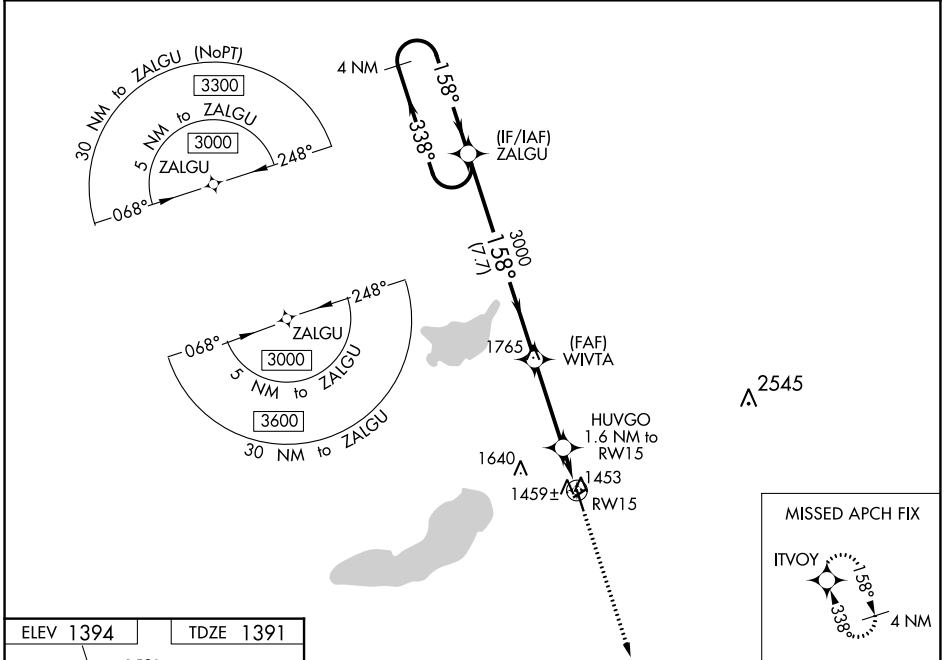 30 NM to ZALGU (NoPT)
3300
5 NM to ZALGU
3000
ZALGU
248°
068°
4 NM
158°
338°
(IF/IAF)
ZALGU
3000
158°
(7.7)
248°
068°
ZALGU
3000
5 NM to ZALGU
3600
30 NM to ZALGU
1765
(FAF)
WIVTA
2545
HUVGO
1.6 NM to
RW15
1640
1453
1459±
RW15
MISSED APCH FIX
ITVOY
158°
338°
4 NM
ELEV 1394
TDZE 1391